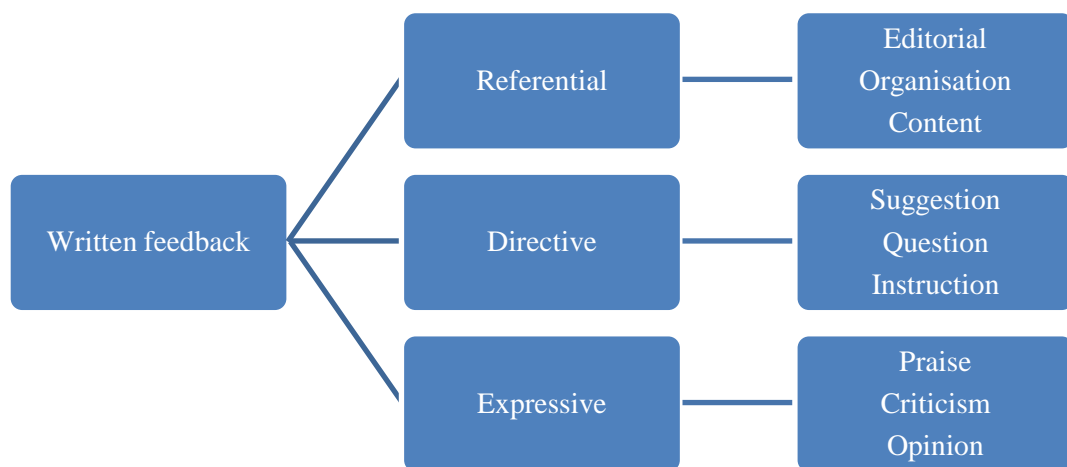 Written feedback
Referential
Editorial
Organisation
Content
Directive
Suggestion
Question
Instruction
Expressive
Praise
Criticism
Opinion